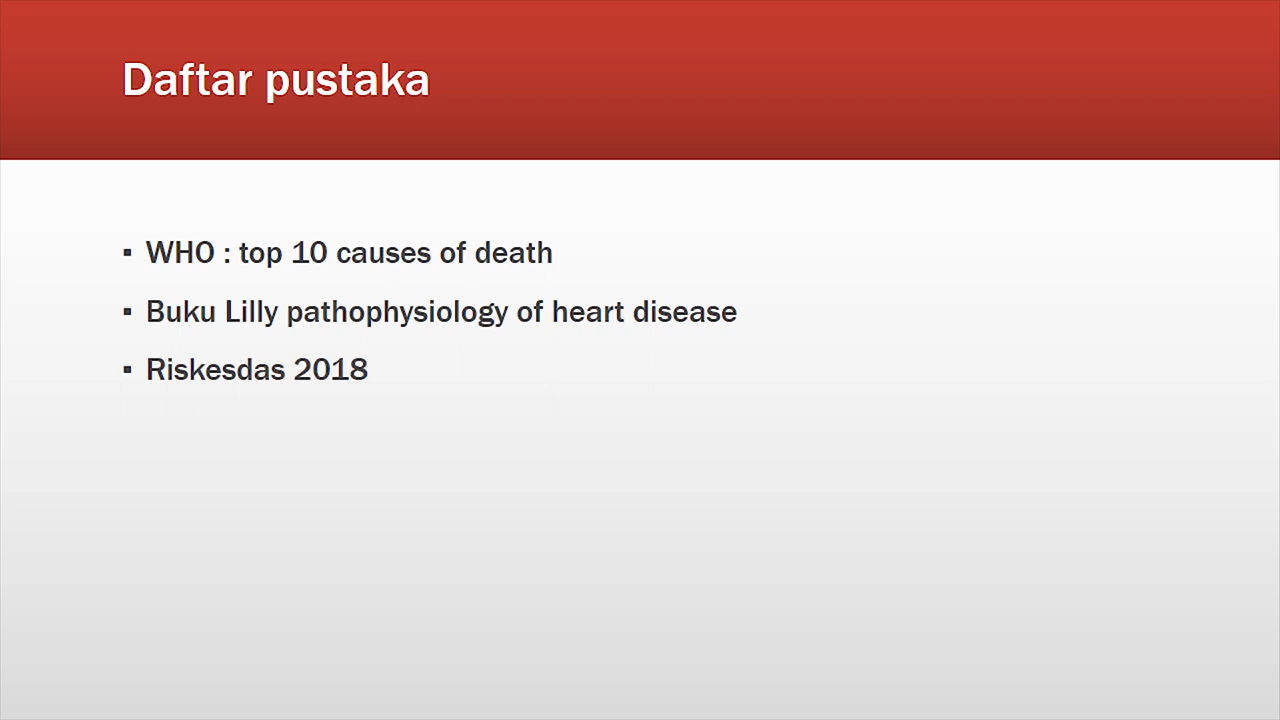 Daftar pustaka
▪ WHO : top 10 causes of death
▪ Buku Lilly pathophysiology of heart disease
▪ Riskesdas 2018